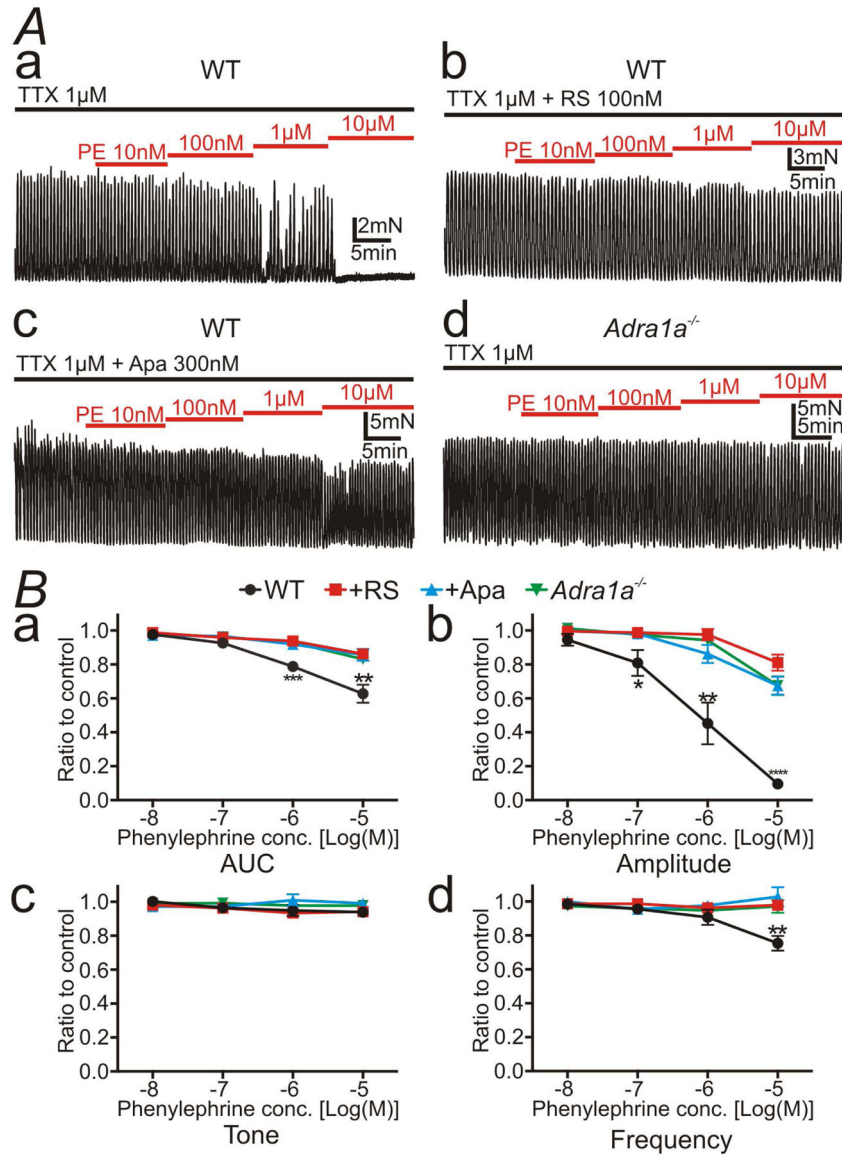 A
a WT
TTX 1µM
PE 10nM 100nM 1µM 10µM
2mN
5min
b WT
TTX 1µM + RS 100nM
PE 10nM 100nM 1µM 10µM
3mN
5min
c WT
TTX 1µM + Apa 300nM
PE 10nM 100nM 1µM 10µM
5mN
5min
d Adra1a-/-
TTX 1µM
PE 10nM 100nM 1µM 10µM
5mN
5min
B WT +RS +Apa Adra1a-/-
a
Ratio to control
1.0
0.8
0.6
0.4
0.2
0.0
*** **
-8 -7 -6 -5
Phenylephrine conc. [Log(M)]
AUC
b
Ratio to control
1.0
0.8
0.6
0.4
0.2
0.0
* ** ****
-8 -7 -6 -5
Phenylephrine conc. [Log(M)]
Amplitude
c
Ratio to control
1.0
0.8
0.6
0.4
0.2
0.0
-8 -7 -6 -5
Phenylephrine conc. [Log(M)]
Tone
d
Ratio to control
1.0
0.8
0.6
0.4
0.2
0.0
**
-8 -7 -6 -5
Phenylephrine conc. [Log(M)]
Frequency